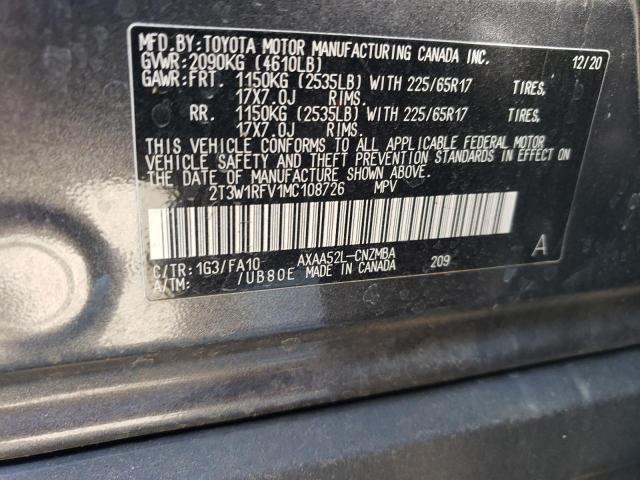 MFD.BY:TOYOTA MOTOR MANUFACTURING CANADA INC. 12/20
GVWR:2090KG (4610LB)
GAWR:FRT. 1150KG (2535LB) WITH 225/65R17 TIRES,
17X7.0J RIMS.
RR. 1150KG (2535LB) WITH 225/65R17 TIRES,
17X7.0J RIMS.
THIS VEHICLE CONFORMS TO ALL APPLICABLE FEDERAL MOTOR
VEHICLE SAFETY AND THEFT PREVENTION STANDARDS IN EFFECT ON
THE DATE OF MANUFACTURE SHOWN ABOVE.
2T3W1RFV1MC108726 MPV
C/TR:1G3/FA10 AXAA52L-CNZMBA 209 A
A/TM: /UB80E MADE IN CANADA